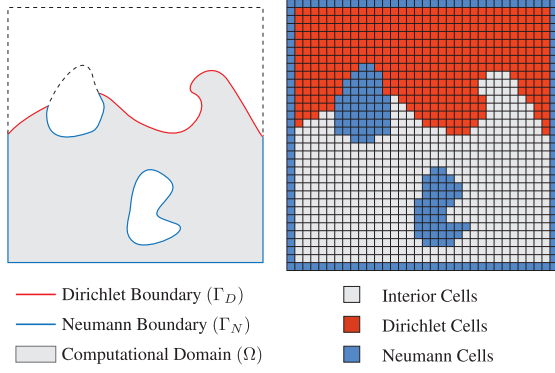 Dirichlet Boundary (Γ_D)
Neumann Boundary (Γ_N)
Computational Domain (Ω)
Interior Cells
Dirichlet Cells
Neumann Cells